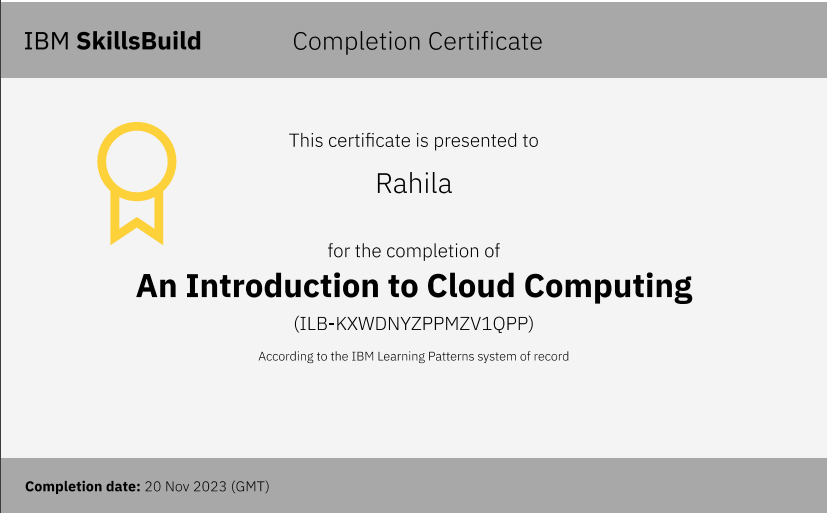 IBM SkillsBuild
Completion Certificate
This certificate is presented to
Rahila
for the completion of
An Introduction to Cloud Computing
(ILB-KXWDNYZPPMZV1QPP)
According to the IBM Learning Patterns system of record
Completion date: 20 Nov 2023 (GMT)